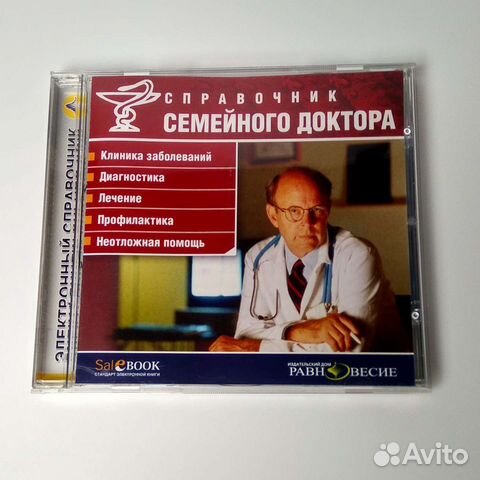 СПРАВОЧНИК
СЕМЕЙНОГО ДОКТОРА
Клиника заболеваний
Диагностика
Лечение
Профилактика
Неотложная помощь
ЭЛЕКТРОННЫЙ СПРАВОЧНИК
SaleBOOK
СТАНДАРТ ЭЛЕКТРОННОЙ КНИГИ
ИЗДАТЕЛЬСКИЙ ДОМ
РАВНОВЕСИЕ
Avito